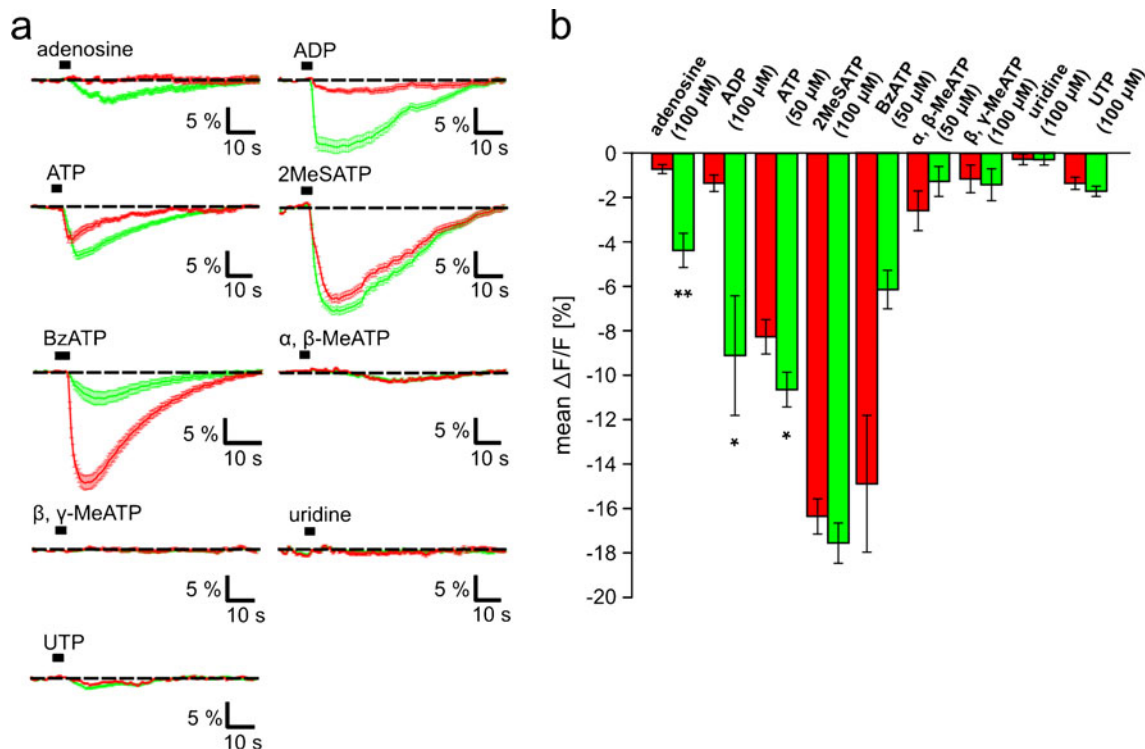 a
adenosine
5 %
10 s
ADP
5 %
10 s
ATP
5 %
10 s
2MeSATP
5 %
10 s
BzATP
5 %
10 s
α, β-MeATP
5 %
10 s
β, γ-MeATP
5 %
10 s
uridine
5 %
10 s
UTP
5 %
10 s
b
adenosine
(100 µM)
ADP
(100 µM)
ATP
(50 µM)
2MeSATP
(100 µM)
BzATP
(50 µM)
α, β-MeATP
(50 µM)
β, γ-MeATP
(100 µM)
uridine
(100 µM)
UTP
(100 µM)
mean ΔF/F [%]
0
-2
-4
-6
-8
-10
-12
-14
-16
-18
-20
**
*
*